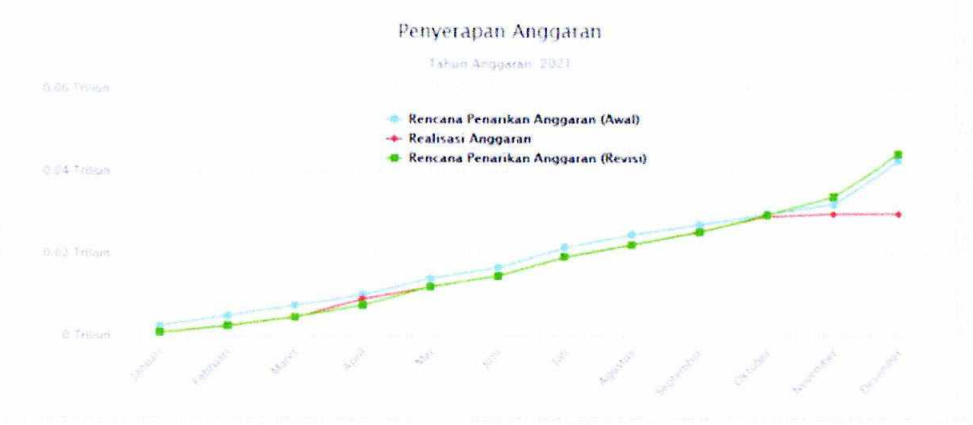 Penyerapan Anggaran
Tahun Anggaran 2021
0.06 Triliun
Rencana Penarikan Anggaran (Awal)
Realisasi Anggaran
Rencana Penarikan Anggaran (Revisi)
0.04 Triliun
0.02 Triliun
0 Triliun
Januari
Februari
Maret
April
Mei
Juni
Juli
Agustus
September
Oktober
November
Desember